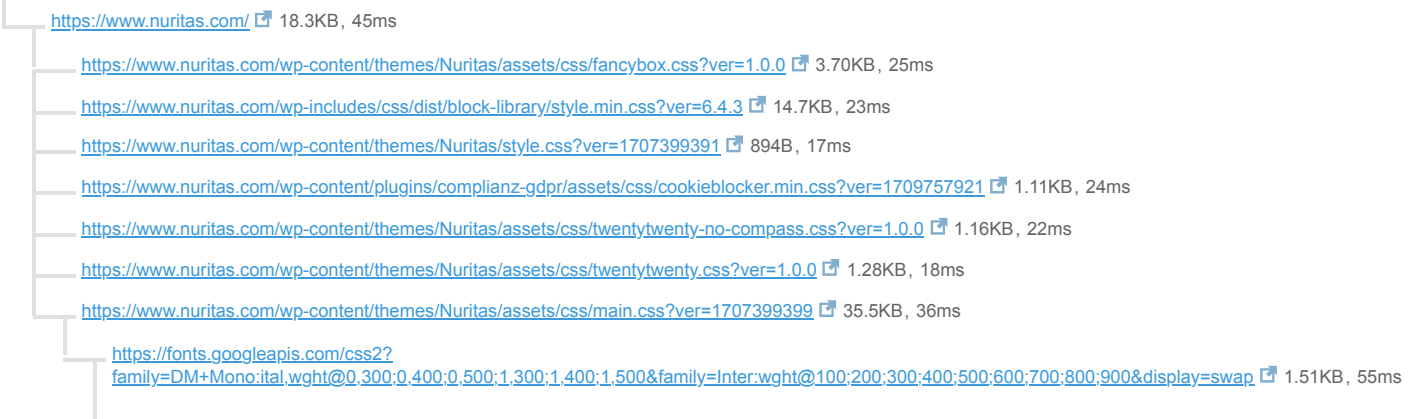 https://www.nuritas.com/ 18.3KB, 45ms
https://www.nuritas.com/wp-content/themes/Nuritas/assets/css/fancybox.css?ver=1.0.0 3.70KB, 25ms
https://www.nuritas.com/wp-includes/css/dist/block-library/style.min.css?ver=6.4.3 14.7KB, 23ms
https://www.nuritas.com/wp-content/themes/Nuritas/style.css?ver=1707399391 894B, 17ms
https://www.nuritas.com/wp-content/plugins/complianz-gdpr/assets/css/cookieblocker.min.css?ver=1709757921 1.11KB, 24ms
https://www.nuritas.com/wp-content/themes/Nuritas/assets/css/twentytwenty-no-compass.css?ver=1.0.0 1.16KB, 22ms
https://www.nuritas.com/wp-content/themes/Nuritas/assets/css/twentytwenty.css?ver=1.0.0 1.28KB, 18ms
https://www.nuritas.com/wp-content/themes/Nuritas/assets/css/main.css?ver=1707399399 35.5KB, 36ms
https://fonts.googleapis.com/css2?
family=DM+Mono:ital,wght@0,300;0,400;0,500;1,300;1,400;1,500&family=Inter:wght@100;200;300;400;500;600;700;800;900&display=swap 1.51KB, 55ms